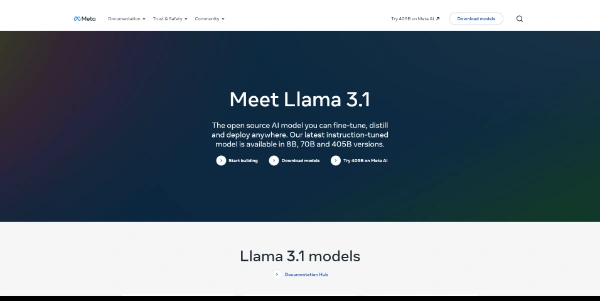 Meta
Documentation
Trust & Safety
Community
Try 405B on Meta AI
Download models
Meet Llama 3.1
The open source AI model you can fine-tune, distill
and deploy anywhere. Our latest instruction-tuned
model is available in 8B, 70B and 405B versions.
Start building
Download models
Try 405B on Meta AI
Llama 3.1 models
Documentation Hub